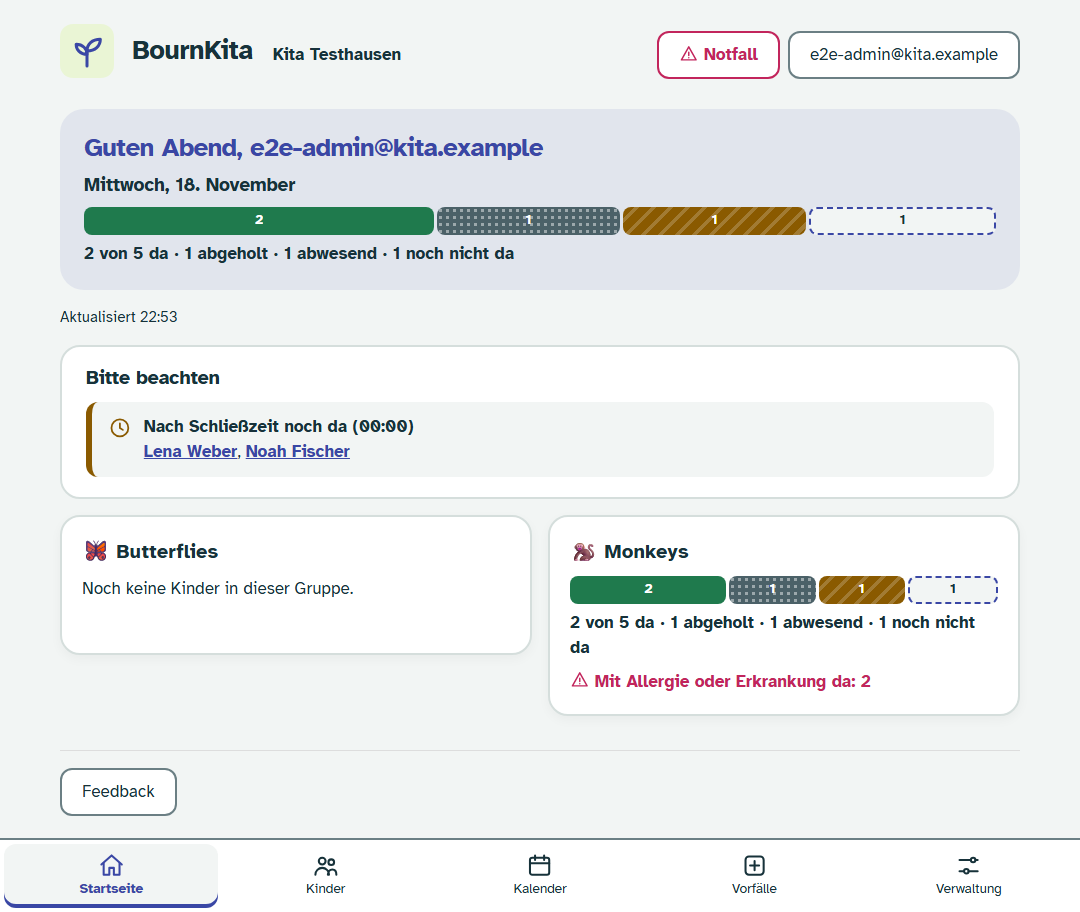 BournKita Kita Testhausen
Notfall
e2e-admin@kita.example
Guten Abend, e2e-admin@kita.example
Mittwoch, 18. November
2 1 1 1
2 von 5 da · 1 abgeholt · 1 abwesend · 1 noch nicht da
Aktualisiert 22:53
Bitte beachten
Nach Schließzeit noch da (00:00)
Lena Weber, Noah Fischer
Butterflies
Noch keine Kinder in dieser Gruppe.
Monkeys
2 1 1 1
2 von 5 da · 1 abgeholt · 1 abwesend · 1 noch nicht
da
Mit Allergie oder Erkrankung da: 2
Feedback
Startseite
Kinder
Kalender
Vorfälle
Verwaltung